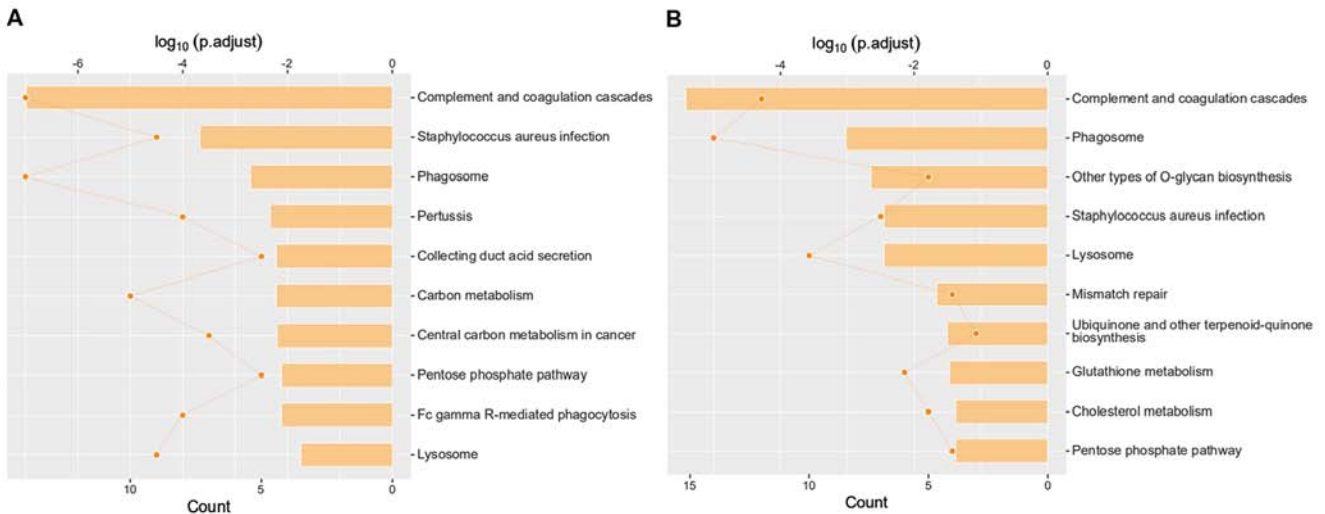 A
log10 (p.adjust)
-6 -4 -2 0
Complement and coagulation cascades
Staphylococcus aureus infection
Phagosome
Pertussis
Collecting duct acid secretion
Carbon metabolism
Central carbon metabolism in cancer
Pentose phosphate pathway
Fc gamma R-mediated phagocytosis
Lysosome
10 5 0
Count
B
log10 (p.adjust)
-4 -2 0
Complement and coagulation cascades
Phagosome
Other types of O-glycan biosynthesis
Staphylococcus aureus infection
Lysosome
Mismatch repair
Ubiquinone and other terpenoid-quinone
biosynthesis
Glutathione metabolism
Cholesterol metabolism
Pentose phosphate pathway
15 10 5 0
Count